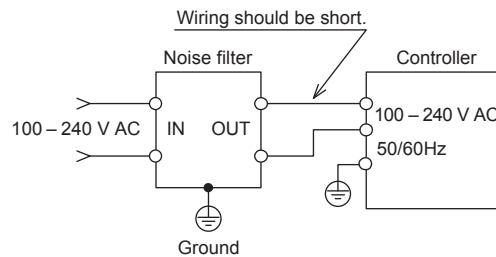 Wiring should be short.
Noise filter
Controller
100 – 240 V AC
IN
OUT
100 – 240 V AC
50/60Hz
Ground